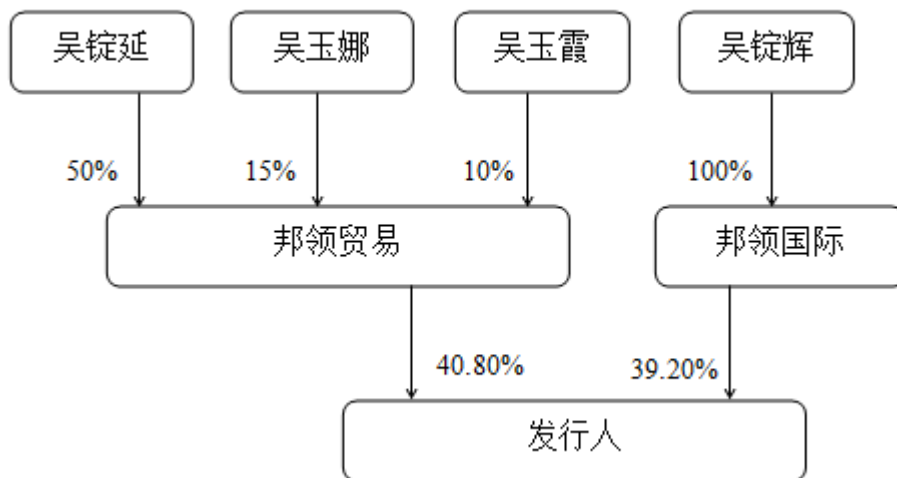 吴锭延
吴玉娜
吴玉霞
吴锭辉
50%
15%
10%
100%
邦领贸易
邦领国际
40.80%
39.20%
发行人